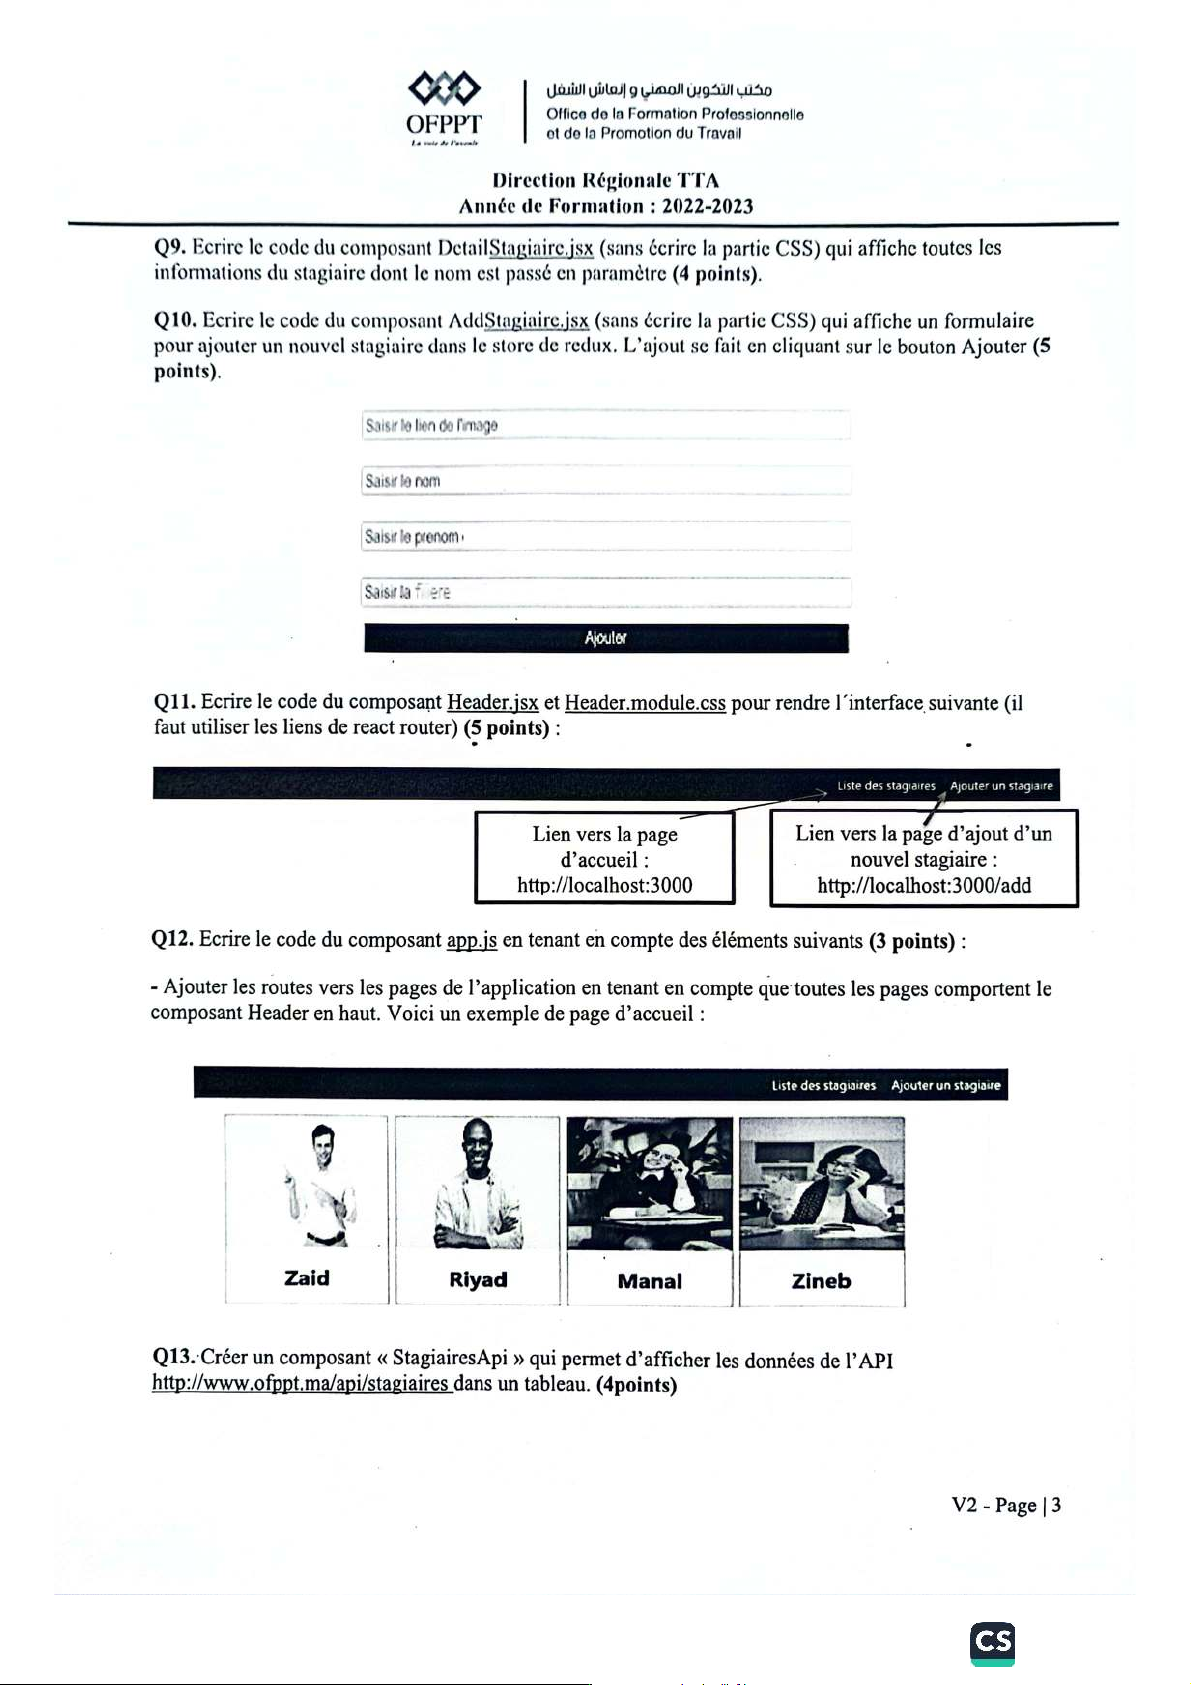 OFPPT
La voie de l'avenir
مكتب التكوين المهني و إنعاش الشغل
Office de la Formation Professionnelle
et de la Promotion du Travail
Direction Régionale TTA
Année de Formation : 2022-2023
Q9. Ecrire le code du composant DetailStagiaire.jsx (sans écrire la partie CSS) qui affiche toutes les
informations du stagiaire dont le nom est passé en paramètre (4 points).
Q10. Ecrire le code du composant AddStagiaire.jsx (sans écrire la partie CSS) qui affiche un formulaire
pour ajouter un nouvel stagiaire dans le store de redux. L'ajout se fait en cliquant sur le bouton Ajouter (5
points).
Saisir le lien de l'image
Saisir le nom
Saisir le prenom
Saisir la filiere
Ajouter
Q11. Ecrire le code du composant Header.jsx et Header.module.css pour rendre l´interface suivante (il
faut utiliser les liens de react router) (5 points) :
Liste des stagiaires Ajouter un stagiaire
Lien vers la page
d'accueil :
http://localhost:3000
Lien vers la page d'ajout d'un
nouvel stagiaire :
http://localhost:3000/add
Q12. Ecrire le code du composant app.js en tenant en compte des éléments suivants (3 points) :
- Ajouter les routes vers les pages de l'application en tenant en compte que toutes les pages comportent le
composant Header en haut. Voici un exemple de page d'accueil :
Liste des stagiaires Ajouter un stagiaire
Zaid Riyad Manal Zineb
Q13. Créer un composant « StagiairesApi » qui permet d'afficher les données de l'API
http://www.ofppt.ma/api/stagiaires dans un tableau. (4points)
V2 - Page | 3
CS